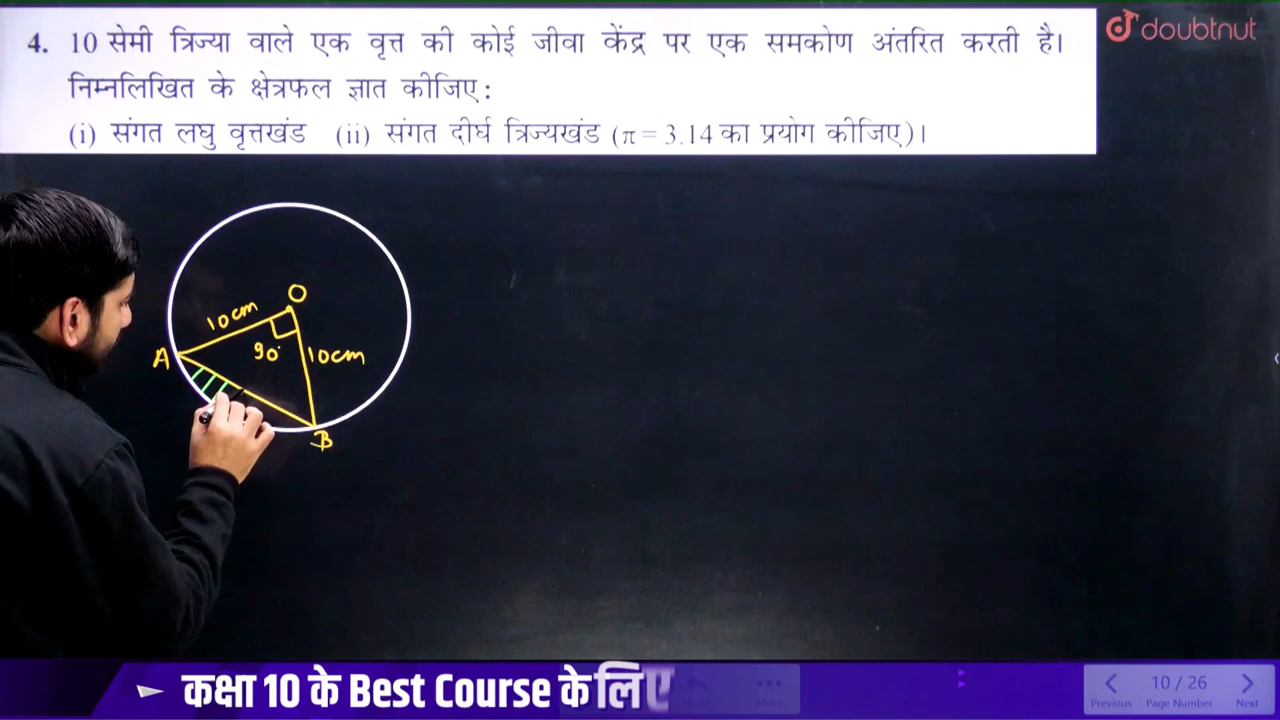 4. 10 सेमी त्रिज्या वाले एक वृत्त की कोई जीवा केंद्र पर एक समकोण अंतरित करती है।
doubtnut
निम्नलिखित के क्षेत्रफल ज्ञात कीजिए:
(i) संगत लघु वृत्तखंड (ii) संगत दीर्घ त्रिज्यखंड (π = 3.14 का प्रयोग कीजिए)।
O
10cm
A
90°
10cm
B
कक्षा 10 के Best Course के लिए
More
10 / 26
Previous Page Number Next